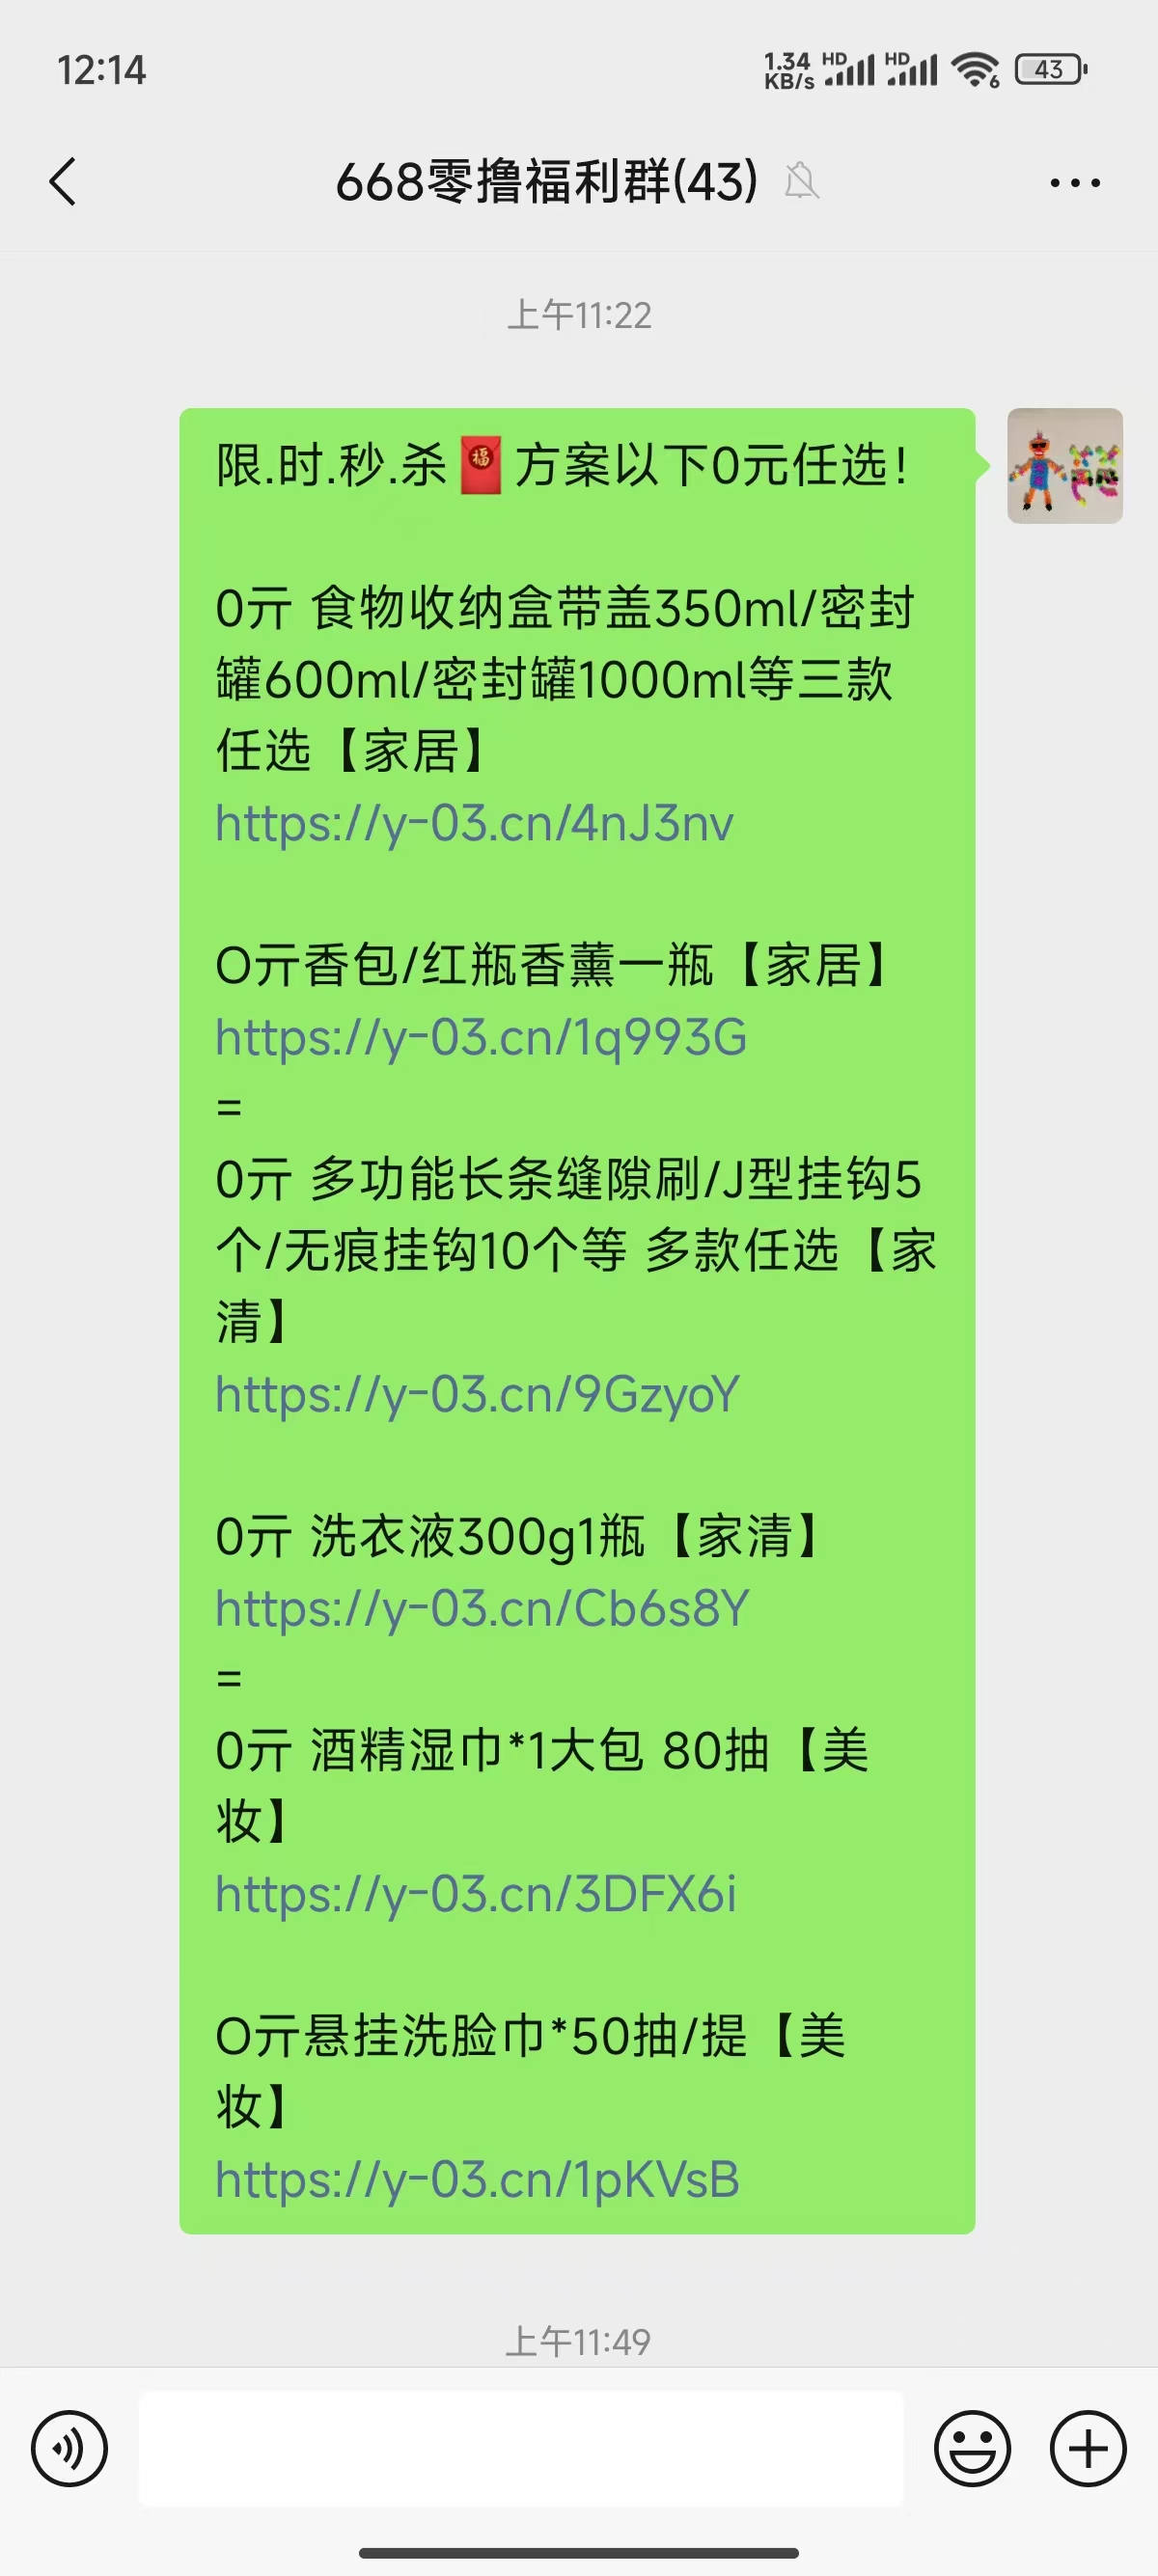 12:14
1.34
KB/s
HD
HD
6
43
668零撸福利群(43)
上午11:22
限.时.秒.杀🧧方案以下0元任选！
0亓 食物收纳盒带盖350ml/密封
罐600ml/密封罐1000ml等三款
任选【家居】
https://y-03.cn/4nJ3nv
O亓香包/红瓶香薰一瓶【家居】
https://y-03.cn/1q993G
=
0亓 多功能长条缝隙刷/J型挂钩5
个/无痕挂钩10个等 多款任选【家
清】
https://y-03.cn/9GzyoY
0亓 洗衣液300g1瓶【家清】
https://y-03.cn/Cb6s8Y
=
0亓 酒精湿巾*1大包 80抽【美
妆】
https://y-03.cn/3DFX6i
O亓悬挂洗脸巾*50抽/提【美
妆】
https://y-03.cn/1pKVsB
上午11:49